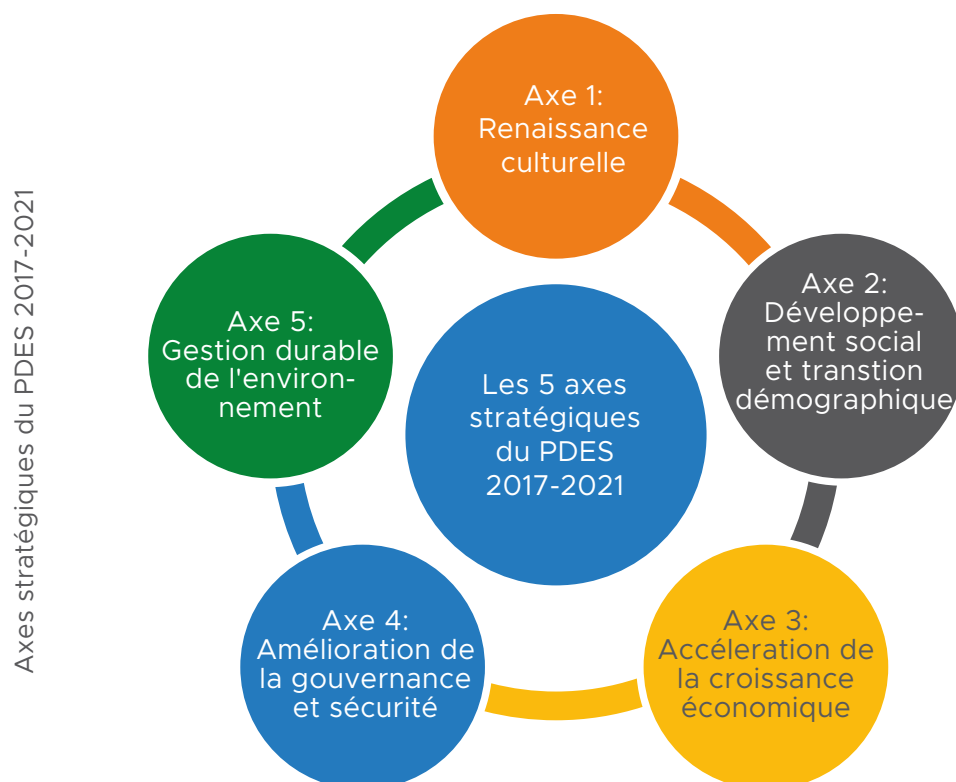 Axes stratégiques du PDES 2017-2021
Axe 1:
Renaissance
culturelle
Axe 2:
Développe-
ment social
et transtion
démographique
Axe 3:
Accéleration de
la croissance
économique
Axe 4:
Amélioration de
la gouvernance
et sécurité
Axe 5:
Gestion durable
de l'environ-
nement
Les 5 axes
stratégiques
du PDES
2017-2021